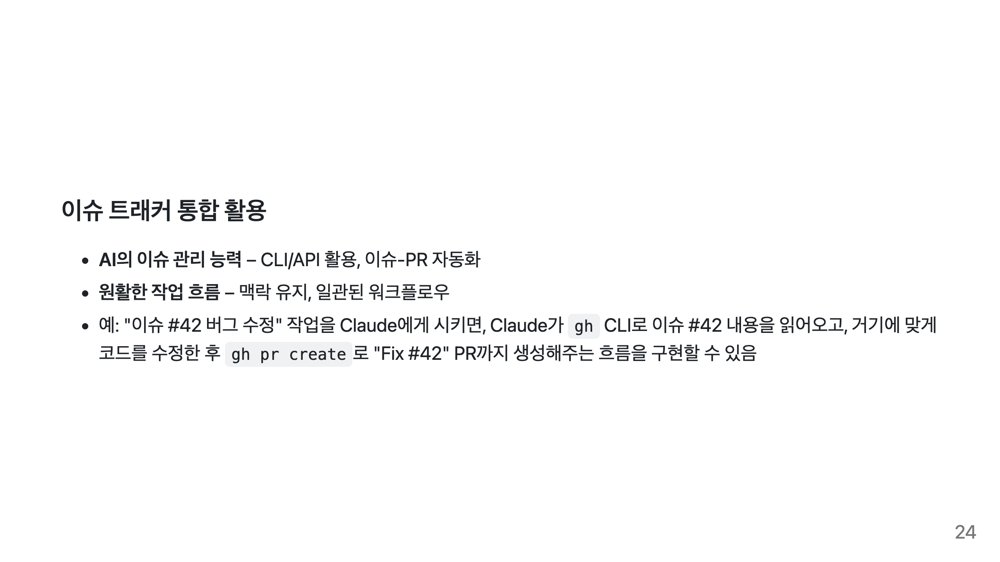 이슈 트래커 통합 활용
• AI의 이슈 관리 능력 – CLI/API 활용, 이슈-PR 자동화
• 원활한 작업 흐름 – 맥락 유지, 일관된 워크플로우
• 예: "이슈 #42 버그 수정" 작업을 Claude에게 시키면, Claude가 gh CLI로 이슈 #42 내용을 읽어오고, 거기에 맞게
코드를 수정한 후 gh pr create로 "Fix #42" PR까지 생성해주는 흐름을 구현할 수 있음
24